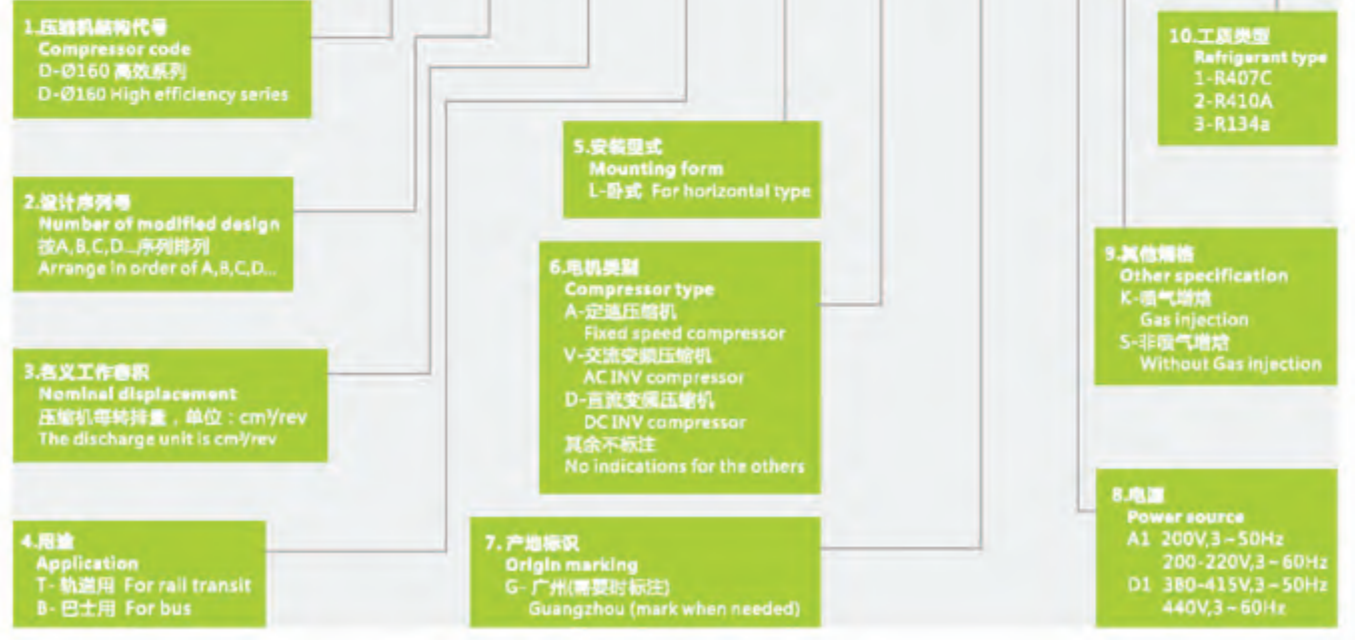 1.压缩机结构代号
Compressor code
D-Ø160 高效系列
D-Ø160 High efficiency series
2.设计序列号
Number of modified design
按A,B,C,D...序列排列
Arrange in order of A,B,C,D...
3.名义工作容积
Nominal displacement
压缩机每转排量，单位：cm³/rev
The discharge unit is cm³/rev
4.用途
Application
T- 轨道用 For rail transit
B- 巴士用 For bus
5.安装型式
Mounting form
L-卧式 For horizontal type
6.电机类别
Compressor type
A-定速压缩机
Fixed speed compressor
V-交流变频压缩机
AC INV compressor
D-直流变频压缩机
DC INV compressor
其余不标注
No indications for the others
7. 产地标识
Origin marking
G- 广州(需要时标注)
Guangzhou (mark when needed)
8.电源
Power source
A1 200V,3~50Hz
200-220V,3~60Hz
D1 380-415V,3~50Hz
440V,3~60Hz
9.其他规格
Other specification
K-喷气增焓
Gas injection
S-非喷气增焓
Without Gas injection
10.工质类型
Refrigerant type
1-R407C
2-R410A
3-R134a